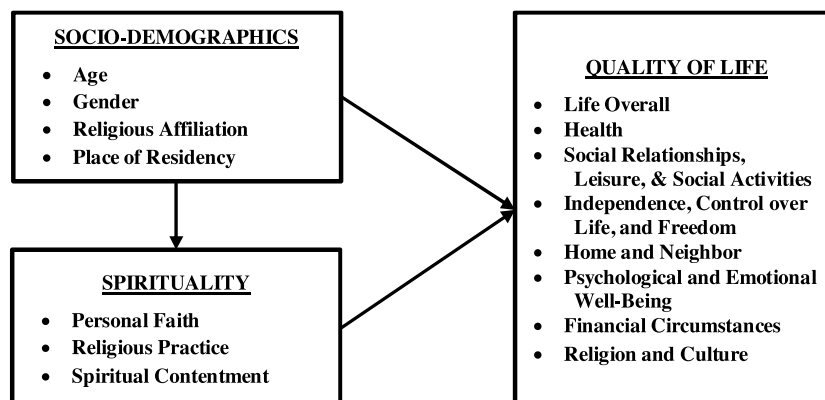 SOCIO-DEMOGRAPHICS
• Age
• Gender
• Religious Affiliation
• Place of Residency
SPIRITUALITY
• Personal Faith
• Religious Practice
• Spiritual Contentment
QUALITY OF LIFE
• Life Overall
• Health
• Social Relationships,
Leisure, & Social Activities
• Independence, Control over
Life, and Freedom
• Home and Neighbor
• Psychological and Emotional
Well-Being
• Financial Circumstances
• Religion and Culture